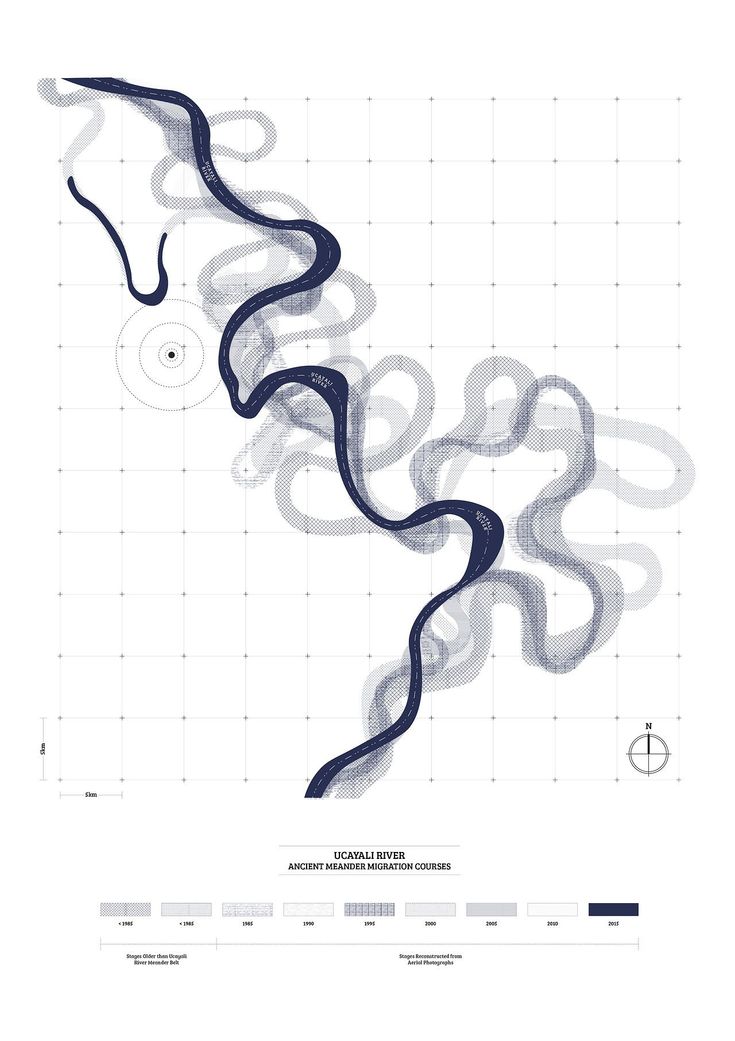 UCAYALI
RIVER
UCAYALI
RIVER
UCAYALI
RIVER
N
5km
5km
UCAYALI RIVER
ANCIENT MEANDER MIGRATION COURSES
<1985
<1985
1985
1990
1995
2000
2005
2010
2015
Stages Older than Ucayali
River Meander Belt
Stages Reconstructed from
Aerial Photographs